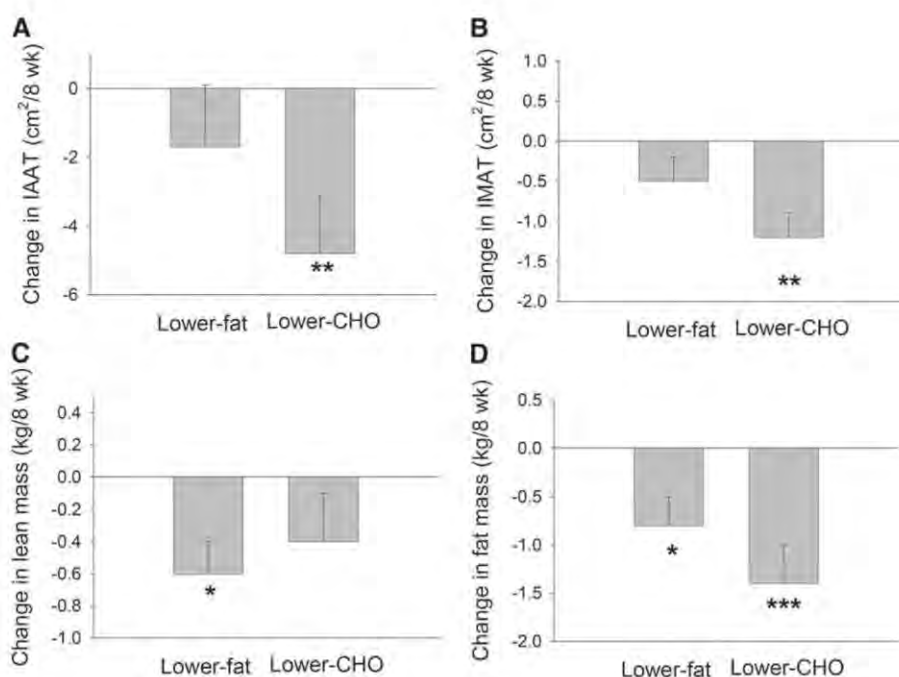 A
Change in IAAT (cm²/8 wk)
0
-2
-4
-6
**
Lower-fat Lower-CHO
B
Change in IMAT (cm²/8 wk)
1.0
0.5
0.0
-0.5
-1.0
-1.5
-2.0
**
Lower-fat Lower-CHO
C
Change in lean mass (kg/8 wk)
0.4
0.2
0.0
-0.2
-0.4
-0.6
-0.8
-1.0
*
Lower-fat Lower-CHO
D
Change in fat mass (kg/8 wk)
0.5
0.0
-0.5
-1.0
-1.5
-2.0
*
***
Lower-fat Lower-CHO